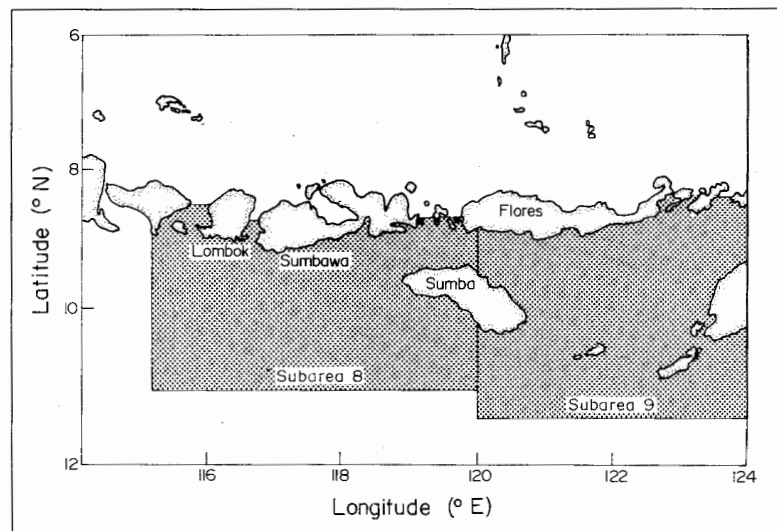 6
8
10
12
Latitude (° N)
Flores
Lombok
Sumbawa
Sumba
Subarea 8
Subarea 9
116
118
120
122
124
Longitude (° E)